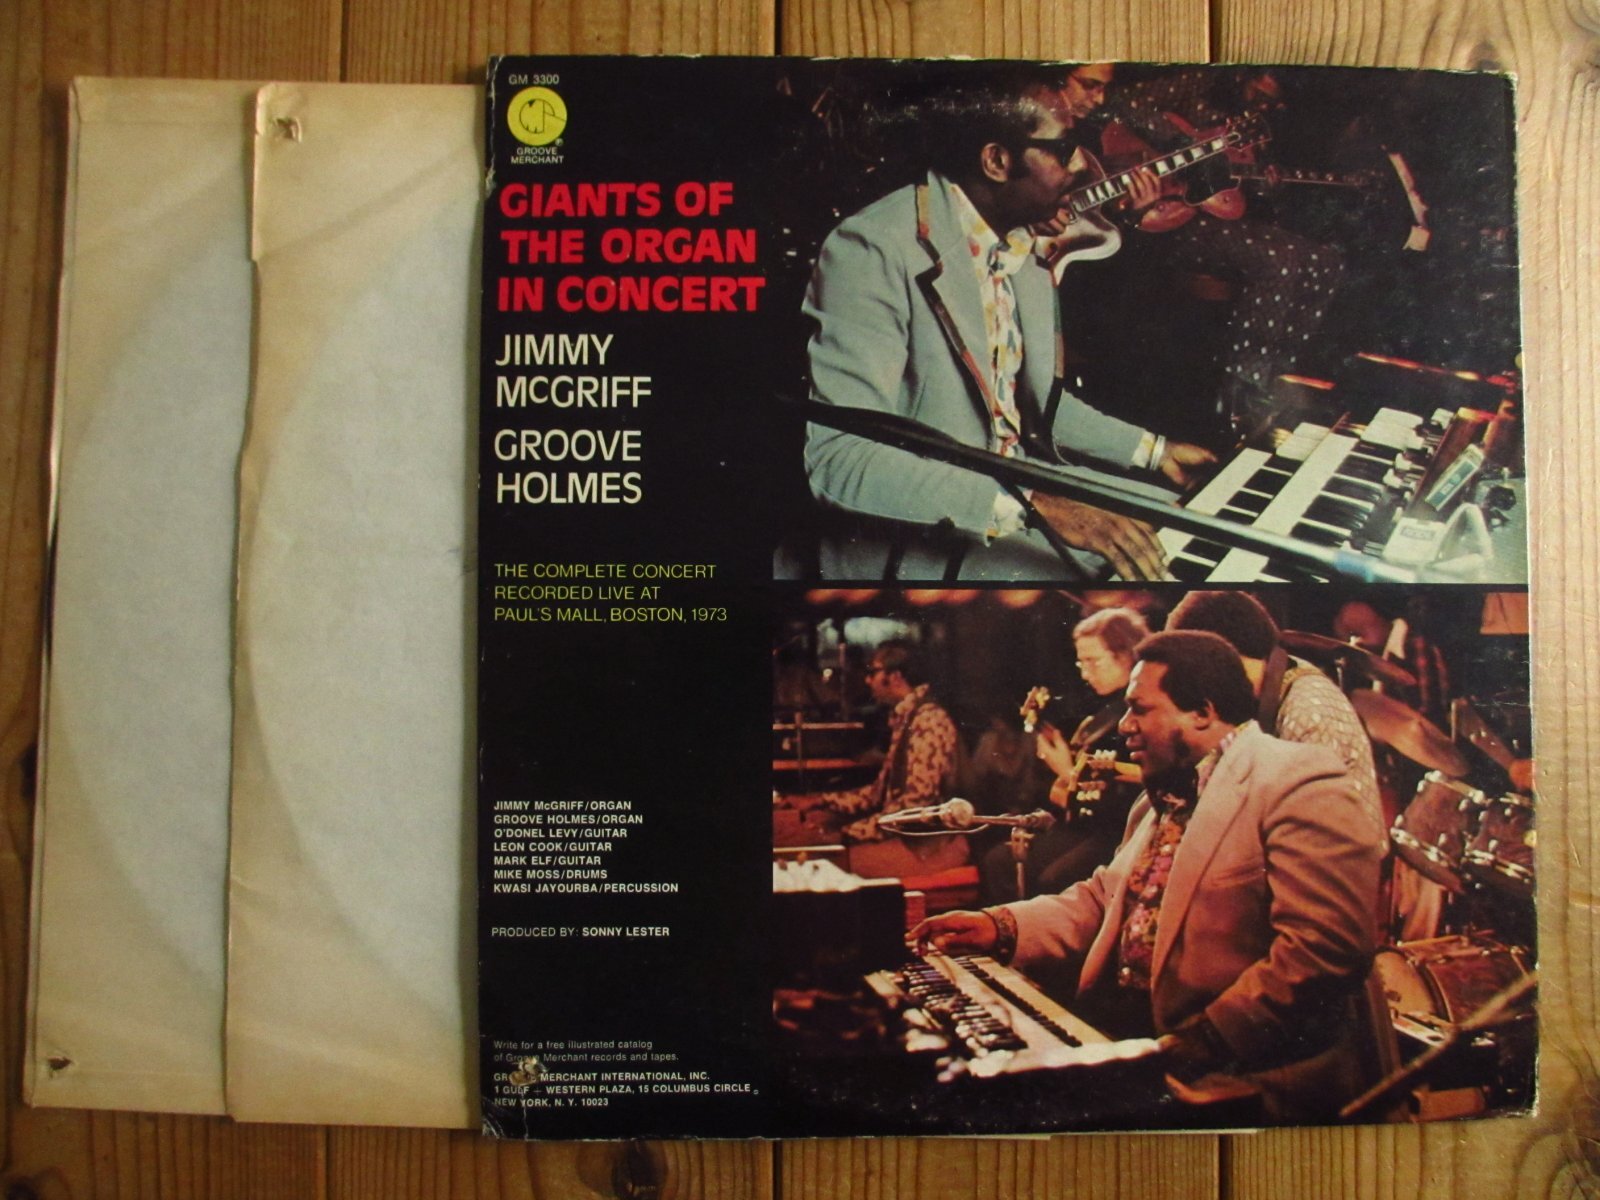 GM 3300
GROOVE
MERCHANT
GIANTS OF
THE ORGAN
IN CONCERT
JIMMY
McGRIFF
GROOVE
HOLMES
THE COMPLETE CONCERT
RECORDED LIVE AT
PAUL'S MALL, BOSTON, 1973
JIMMY McGRIFF/ORGAN
GROOVE HOLMES/ORGAN
O'DONEL LEVY/GUITAR
LEON COOK/GUITAR
MARK ELF/GUITAR
MIKE MOSS/DRUMS
KWASI JAYOURBA/PERCUSSION
PRODUCED BY: SONNY LESTER
Write for a free illustrated catalog
of Groove Merchant records and tapes.
GROOVE MERCHANT INTERNATIONAL, INC.
1 GULF + WESTERN PLAZA, 15 COLUMBUS CIRCLE
NEW YORK, N. Y. 10023